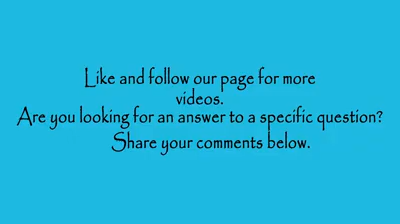 Like and follow our page for more
videos.
Are you looking for an answer to a specific question?
Share your comments below.